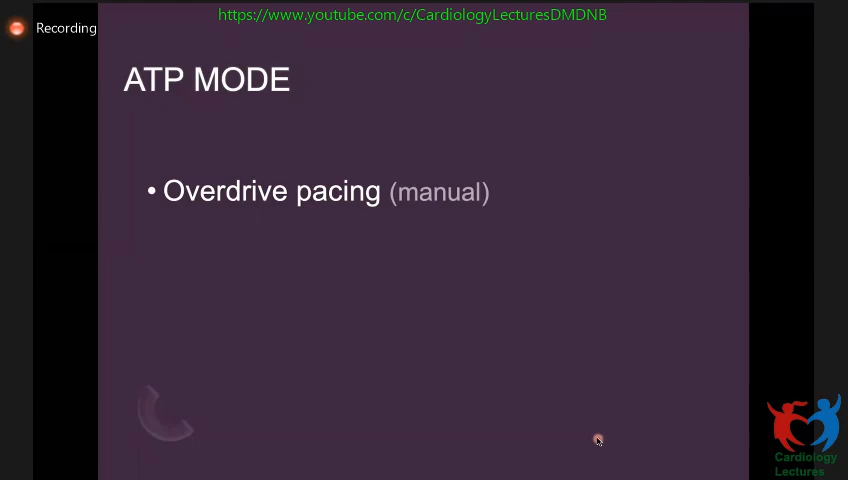 https://www.youtube.com/c/CardiologyLecturesDMDNB
Recording
ATP MODE
• Overdrive pacing (manual)
Cardiology
Lectures